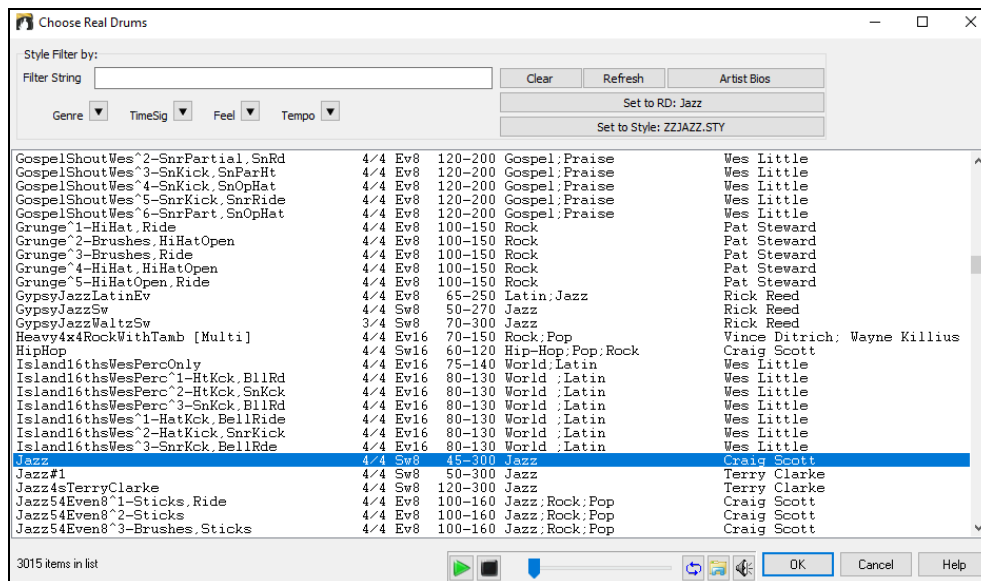 Choose Real Drums
Style Filter by:
Filter String Clear Refresh Artist Bios
Genre TimeSig Feel Tempo Set to RD: Jazz
Set to Style: ZZJAZZ.STY
GospelShoutWes^2-SnrPartial,SnRd 4/4 Ev8 120-200 Gospel;Praise Wes Little
GospelShoutWes^3-SnKick,SnParHt 4/4 Ev8 120-200 Gospel;Praise Wes Little
GospelShoutWes^4-SnKick,SnOpHat 4/4 Ev8 120-200 Gospel;Praise Wes Little
GospelShoutWes^5-SnrKick,SnrRide 4/4 Ev8 120-200 Gospel;Praise Wes Little
GospelShoutWes^6-SnrPart,SnOpHat 4/4 Ev8 120-200 Gospel;Praise Wes Little
Grunge^1-HiHat,Ride 4/4 Ev8 100-150 Rock Pat Steward
Grunge^2-Brushes,HiHatOpen 4/4 Ev8 100-150 Rock Pat Steward
Grunge^3-Brushes,Ride 4/4 Ev8 100-150 Rock Pat Steward
Grunge^4-HiHat,HiHatOpen 4/4 Ev8 100-150 Rock Pat Steward
Grunge^5-HiHatOpen,Ride 4/4 Ev8 100-150 Rock Pat Steward
GypsyJazzLatinEv 4/4 Ev8 65-250 Latin;Jazz Rick Reed
GypsyJazzSw 4/4 Sw8 50-270 Jazz Rick Reed
GypsyJazzWaltzSw 3/4 Sw8 70-300 Jazz Rick Reed
Heavy4x4RockWithTamb [Multi] 4/4 Ev16 70-150 Rock;Pop Vince Ditrich; Wayne Killius
HipHop 4/4 Sw16 60-120 Hip-Hop;Pop;Rock Craig Scott
Island16thsWesPercOnly 4/4 Ev16 75-140 World;Latin Wes Little
Island16thsWesPerc^1-HtKck,BllRd 4/4 Ev16 80-130 World ;Latin Wes Little
Island16thsWesPerc^2-HtKck,SnKck 4/4 Ev16 80-130 World ;Latin Wes Little
Island16thsWesPerc^3-SnKck,BllRd 4/4 Ev16 80-130 World ;Latin Wes Little
Island16thsWes^1-HatKck,BellRide 4/4 Ev16 80-130 World ;Latin Wes Little
Island16thsWes^2-HatKick,SnrKick 4/4 Ev16 80-130 World ;Latin Wes Little
Island16thsWes^3-SnrKck,BellRde 4/4 Ev16 80-130 World ;Latin Wes Little
Jazz 4/4 Sw8 45-300 Jazz Craig Scott
Jazz#1 4/4 Sw8 50-300 Jazz Terry Clarke
Jazz4sTerryClarke 4/4 Sw8 120-300 Jazz Terry Clarke
Jazz54Even8^1-Sticks,Ride 4/4 Ev8 100-160 Jazz;Rock;Pop Craig Scott
Jazz54Even8^2-Sticks 4/4 Ev8 100-160 Jazz;Rock;Pop Craig Scott
Jazz54Even8^3-Brushes,Sticks 4/4 Ev8 100-160 Jazz;Rock;Pop Craig Scott
3015 items in list OK Cancel Help